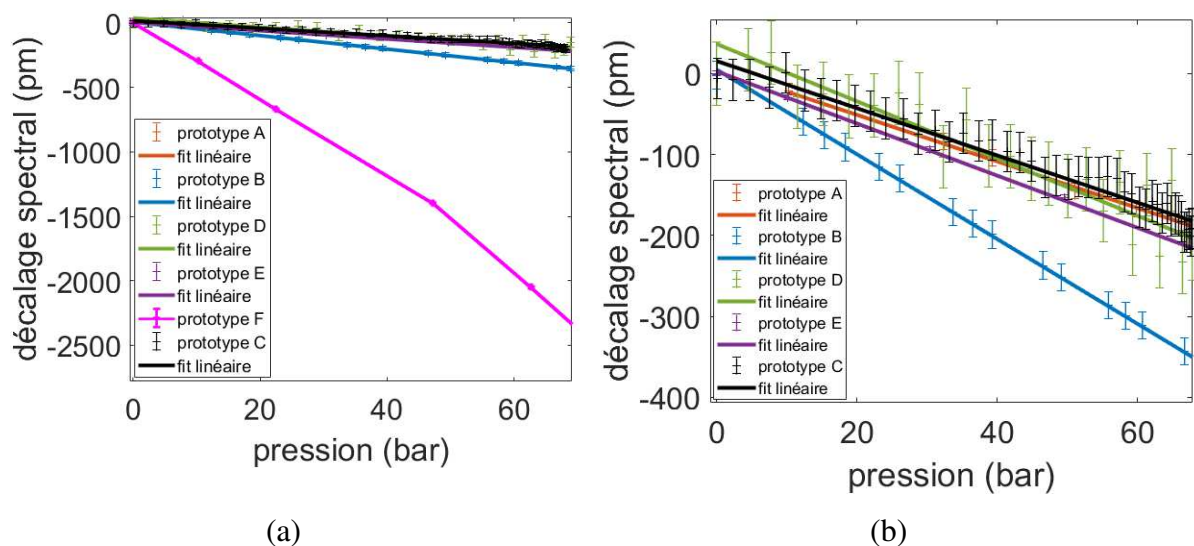 0
-500
-1000
-1500
-2000
-2500
décalage spectral (pm)
prototype A
fit linéaire
prototype B
fit linéaire
prototype D
fit linéaire
prototype E
fit linéaire
prototype F
prototype C
fit linéaire
0 20 40 60
pression (bar)
(a)
0
-100
-200
-300
-400
décalage spectral (pm)
prototype A
fit linéaire
prototype B
fit linéaire
prototype D
fit linéaire
prototype E
fit linéaire
prototype C
fit linéaire
0 20 40 60
pression (bar)
(b)